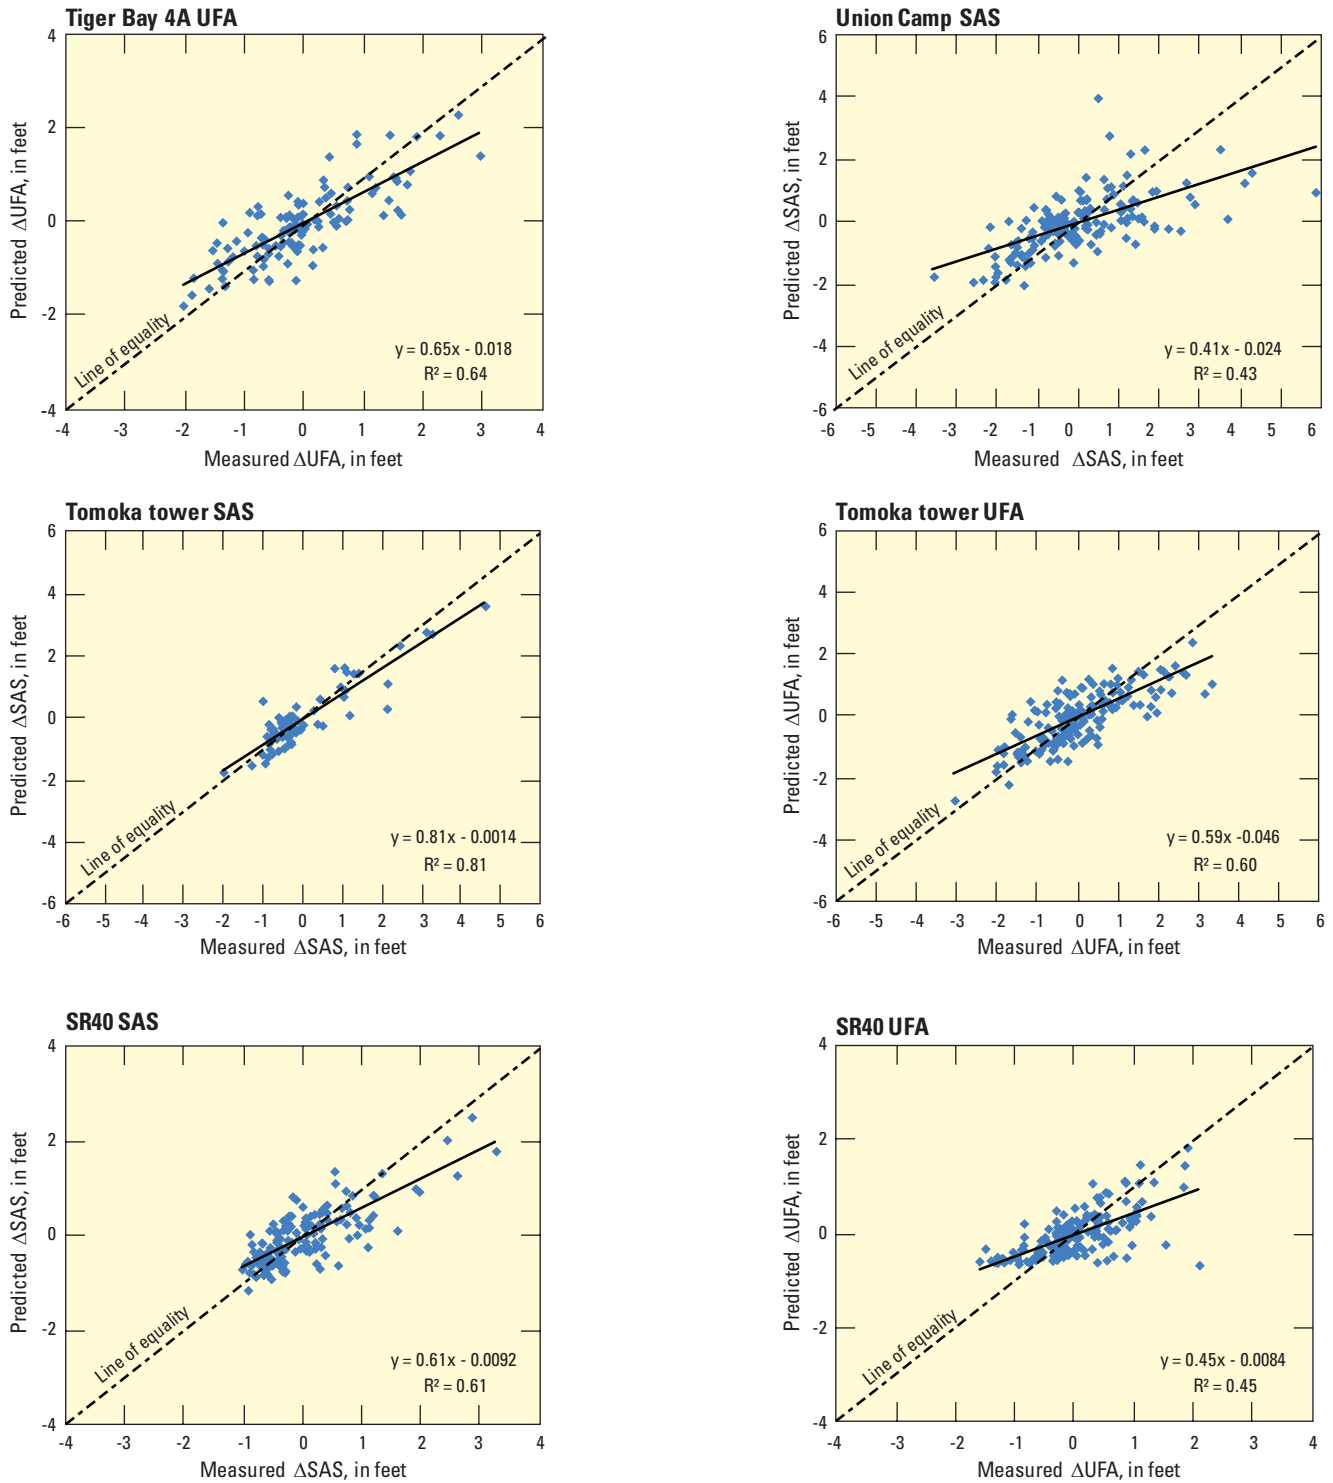 Tiger Bay 4A UFA
4
2
0
-2
-4
Predicted ΔUFA, in feet
Line of equality
y = 0.65x - 0.018
R² = 0.64
-4 -3 -2 -1 0 1 2 3 4
Measured ΔUFA, in feet
Union Camp SAS
6
4
2
0
-2
-4
-6
Predicted ΔSAS, in feet
Line of equality
y = 0.41x - 0.024
R² = 0.43
-6 -5 -4 -3 -2 -1 0 1 2 3 4 5 6
Measured ΔSAS, in feet
Tomoka tower SAS
6
4
2
0
-2
-4
-6
Predicted ΔSAS, in feet
Line of equality
y = 0.81x - 0.0014
R² = 0.81
-6 -5 -4 -3 -2 -1 0 1 2 3 4 5 6
Measured ΔSAS, in feet
Tomoka tower UFA
6
4
2
0
-2
-4
-6
Predicted ΔUFA, in feet
Line of equality
y = 0.59x -0.046
R² = 0.60
-6 -5 -4 -3 -2 -1 0 1 2 3 4 5 6
Measured ΔUFA, in feet
SR40 SAS
4
2
0
-2
-4
Predicted ΔSAS, in feet
Line of equality
y = 0.61x - 0.0092
R² = 0.61
-4 -3 -2 -1 0 1 2 3 4
Measured ΔSAS, in feet
SR40 UFA
4
2
0
-2
-4
Predicted ΔUFA, in feet
Line of equality
y = 0.45x - 0.0084
R² = 0.45
-4 -3 -2 -1 0 1 2 3 4
Measured ΔUFA, in feet